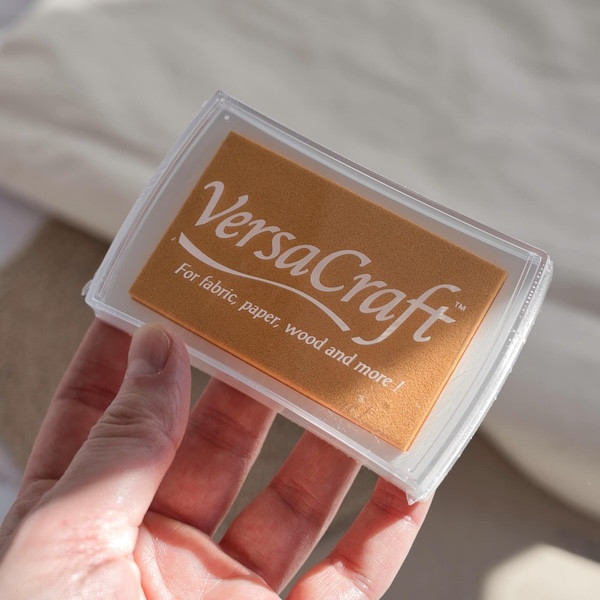 VersaCraft™
For fabric, paper, wood and more !